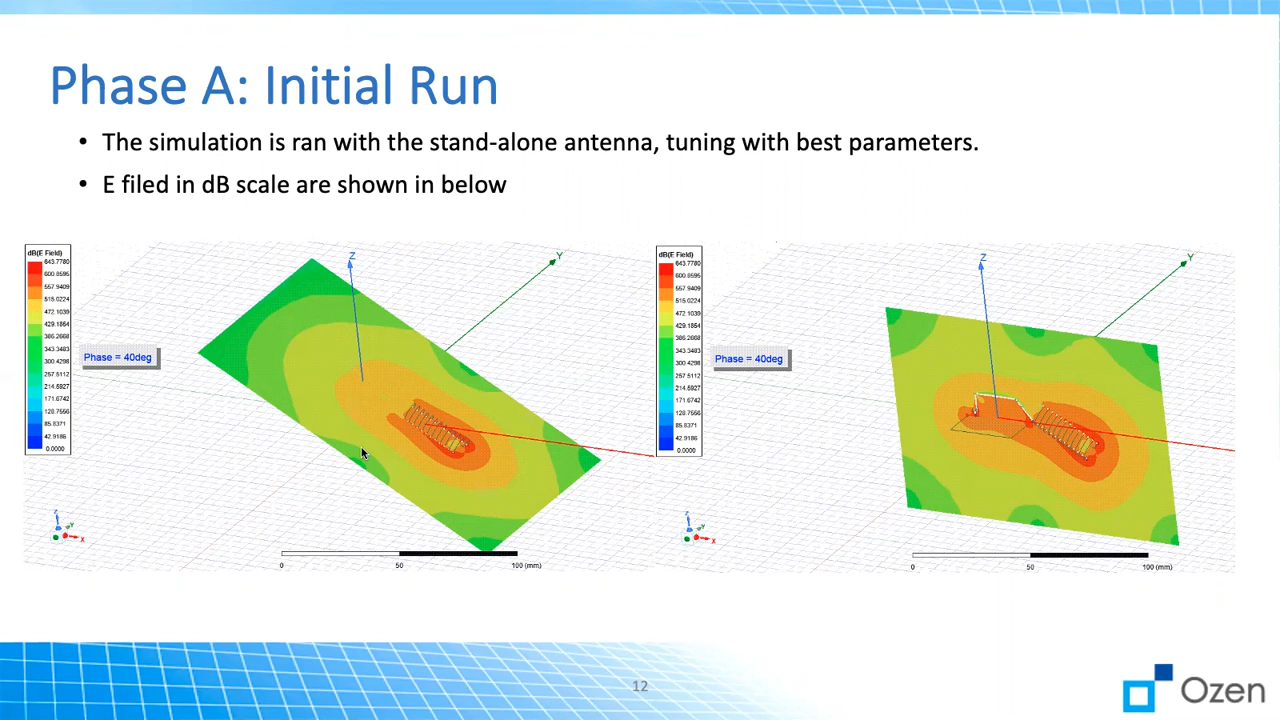 Phase A: Initial Run
• The simulation is ran with the stand-alone antenna, tuning with best parameters.
• E filed in dB scale are shown in below
dB(E Field)
643.7780
600.8595
557.9409
515.0224
472.1039
429.1854
386.2668
343.3483
300.4298
257.5112
214.5927
171.6742
128.7556
85.8371
42.9186
0.0000
Phase = 40deg
Z
Y
Z
Y
X
0
50
100 (mm)
dB(E Field)
643.7780
600.8595
557.9409
515.0224
472.1039
429.1854
386.2668
343.3483
300.4298
257.5112
214.5927
171.6742
128.7556
85.8371
42.9186
0.0000
Phase = 40deg
Z
Y
Z
Y
X
0
50
100 (mm)
12
Ozen